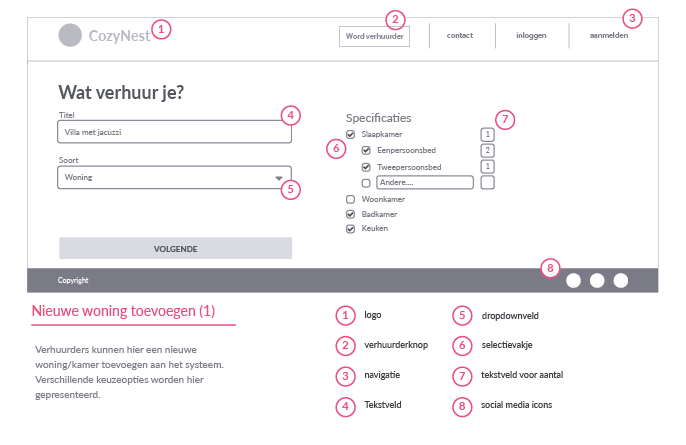 CozyNest
1
Word verhuurder
2
contact
inloggen
aanmelden
3
Wat verhuur je?
Titel
4
Villa met jacuzzi
Soort
Woning
5
VOLGENDE
Specificaties
7
6
Slaapkamer
1
Eenpersoonsbed
2
Tweepersoonsbed
1
Andere....
Woonkamer
Badkamer
Keuken
Copyright
8
Nieuwe woning toevoegen (1)
Verhuurders kunnen hier een nieuwe
woning/kamer toevoegen aan het systeem.
Verschillende keuzeopties worden hier
gepresenteerd.
1 logo
2 verhuurderknop
3 navigatie
4 Tekstveld
5 dropdownveld
6 selectievakje
7 tekstveld voor aantal
8 social media icons